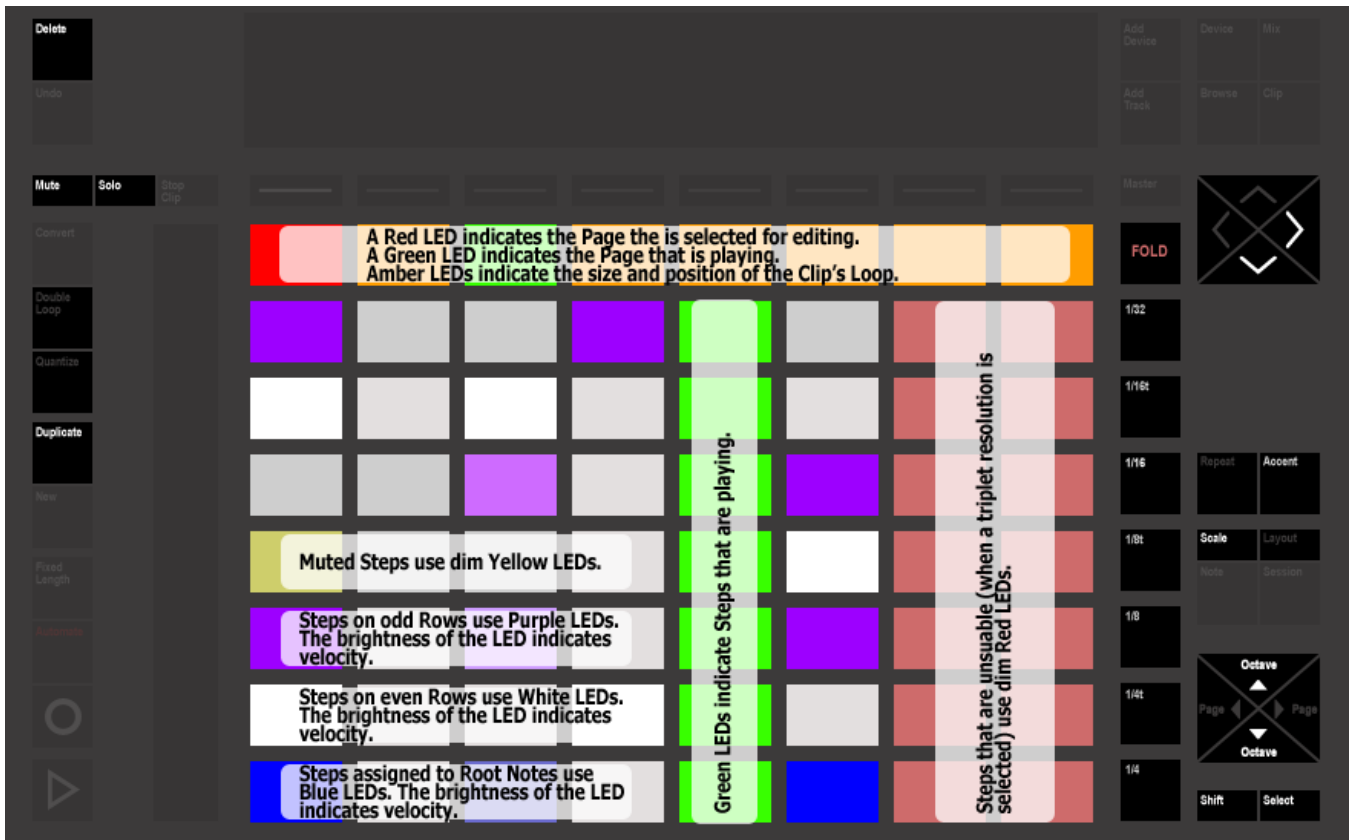 Delete
Add
Device
Device
Mix
Undo
Add
Track
Browse
Clip
Mute
Solo
Stop
Clip
Master
Convert
A Red LED indicates the Page the is selected for editing.
A Green LED indicates the Page that is playing.
Amber LEDs indicate the size and position of the Clip's Loop.
FOLD
Double
Loop
1/32
Quantize
1/16t
Duplicate
1/16
Repeat
Accent
New
Muted Steps use dim Yellow LEDs.
1/8t
Scale
Layout
Fixed
Length
Note
Session
Steps on odd Rows use Purple LEDs.
The brightness of the LED indicates
velocity.
1/8
Automate
Steps on even Rows use White LEDs.
The brightness of the LED indicates
velocity.
1/4t
Octave
Page
Page
Octave
Steps assigned to Root Notes use
Blue LEDs. The brightness of the LED
indicates velocity.
1/4
Shift
Select
Green LEDs indicate Steps that are playing.
Steps that are unsuable (when a triplet resolution is
selected) use dim Red LEDs.